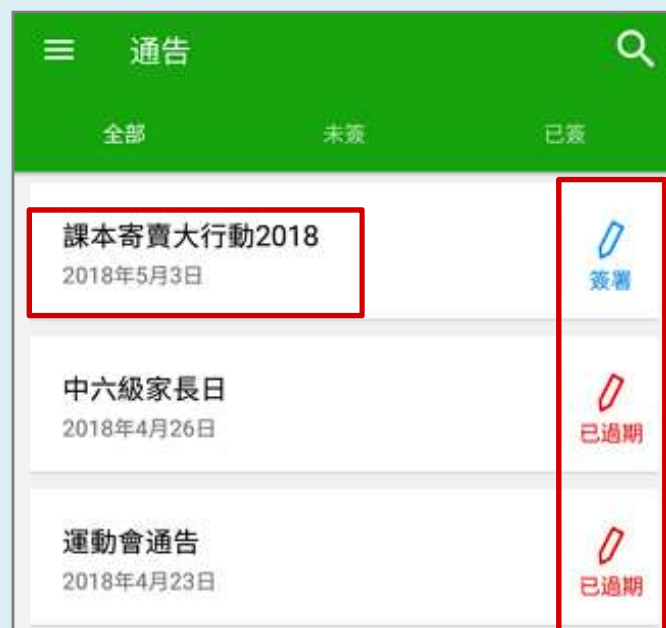 通告
全部 未簽 已簽
課本寄賣大行動2018
2018年5月3日
簽署
中六級家長日
2018年4月26日
已過期
運動會通告
2018年4月23日
已過期